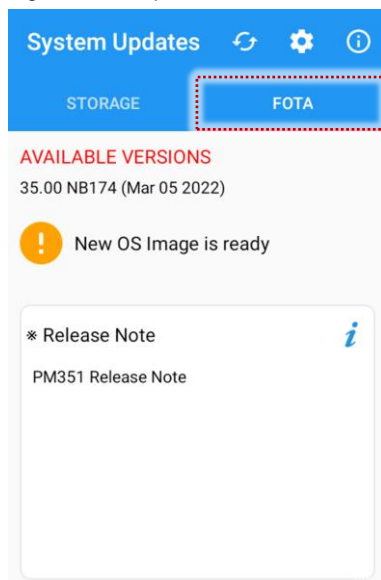 System Updates
STORAGE FOTA
AVAILABLE VERSIONS
35.00 NB174 (Mar 05 2022)
New OS Image is ready
※ Release Note
PM351 Release Note